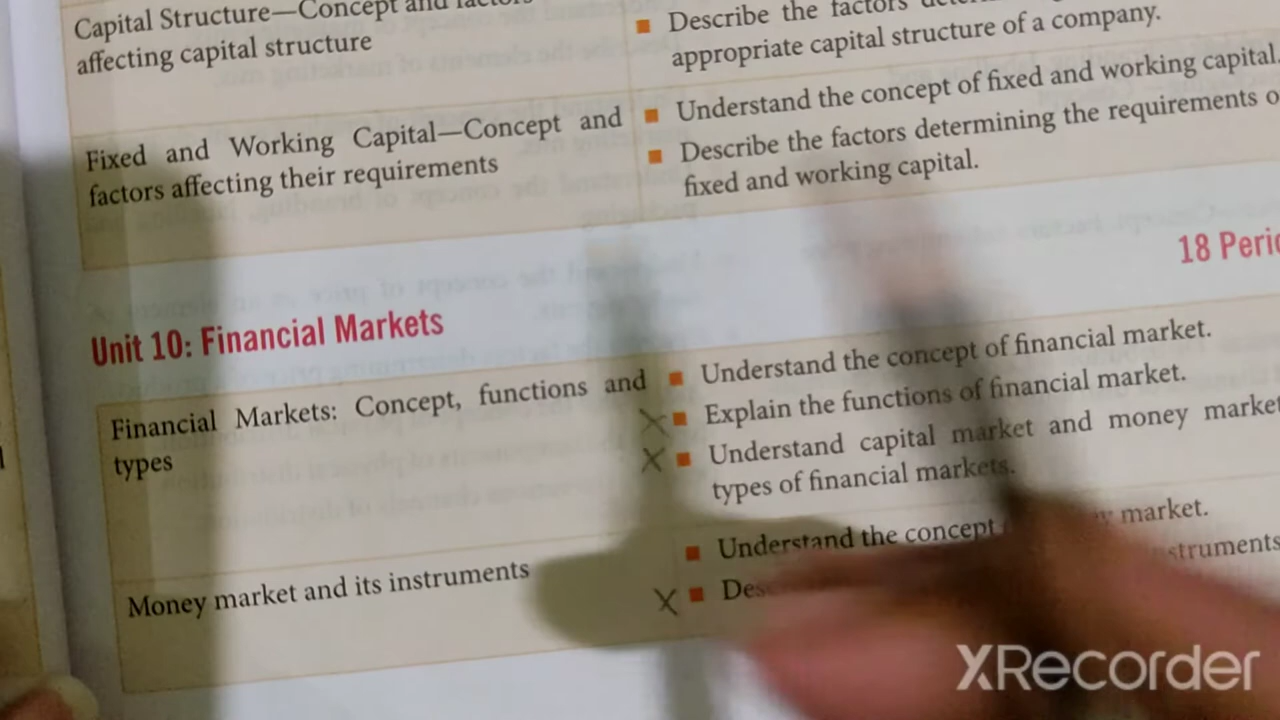 Capital Structure—Concept and factors
affecting capital structure
Describe the factors
appropriate capital structure of a company.
Fixed and Working Capital—Concept and
factors affecting their requirements
Understand the concept of fixed and working capital.
Describe the factors determining the requirements
fixed and working capital.
18
Unit 10: Financial Markets
Financial Markets: Concept, functions and
types
Understand the concept of financial market.
Explain the functions of financial market.
Understand capital market and money market
types of financial markets.
Money market and its instruments
Understand the concept market.
instruments
XRecorder